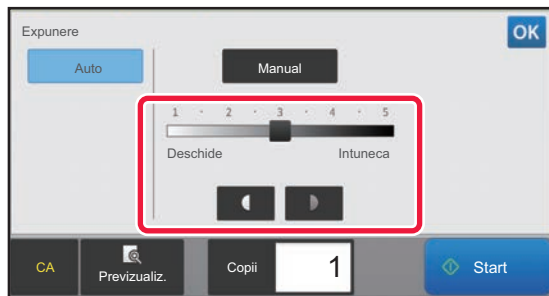 Expunere
OK
Auto
Manual
1 · 2 · 3 · 4 · 5
Deschide
Intuneca
CA
Previzualiz.
Copii
1
Start